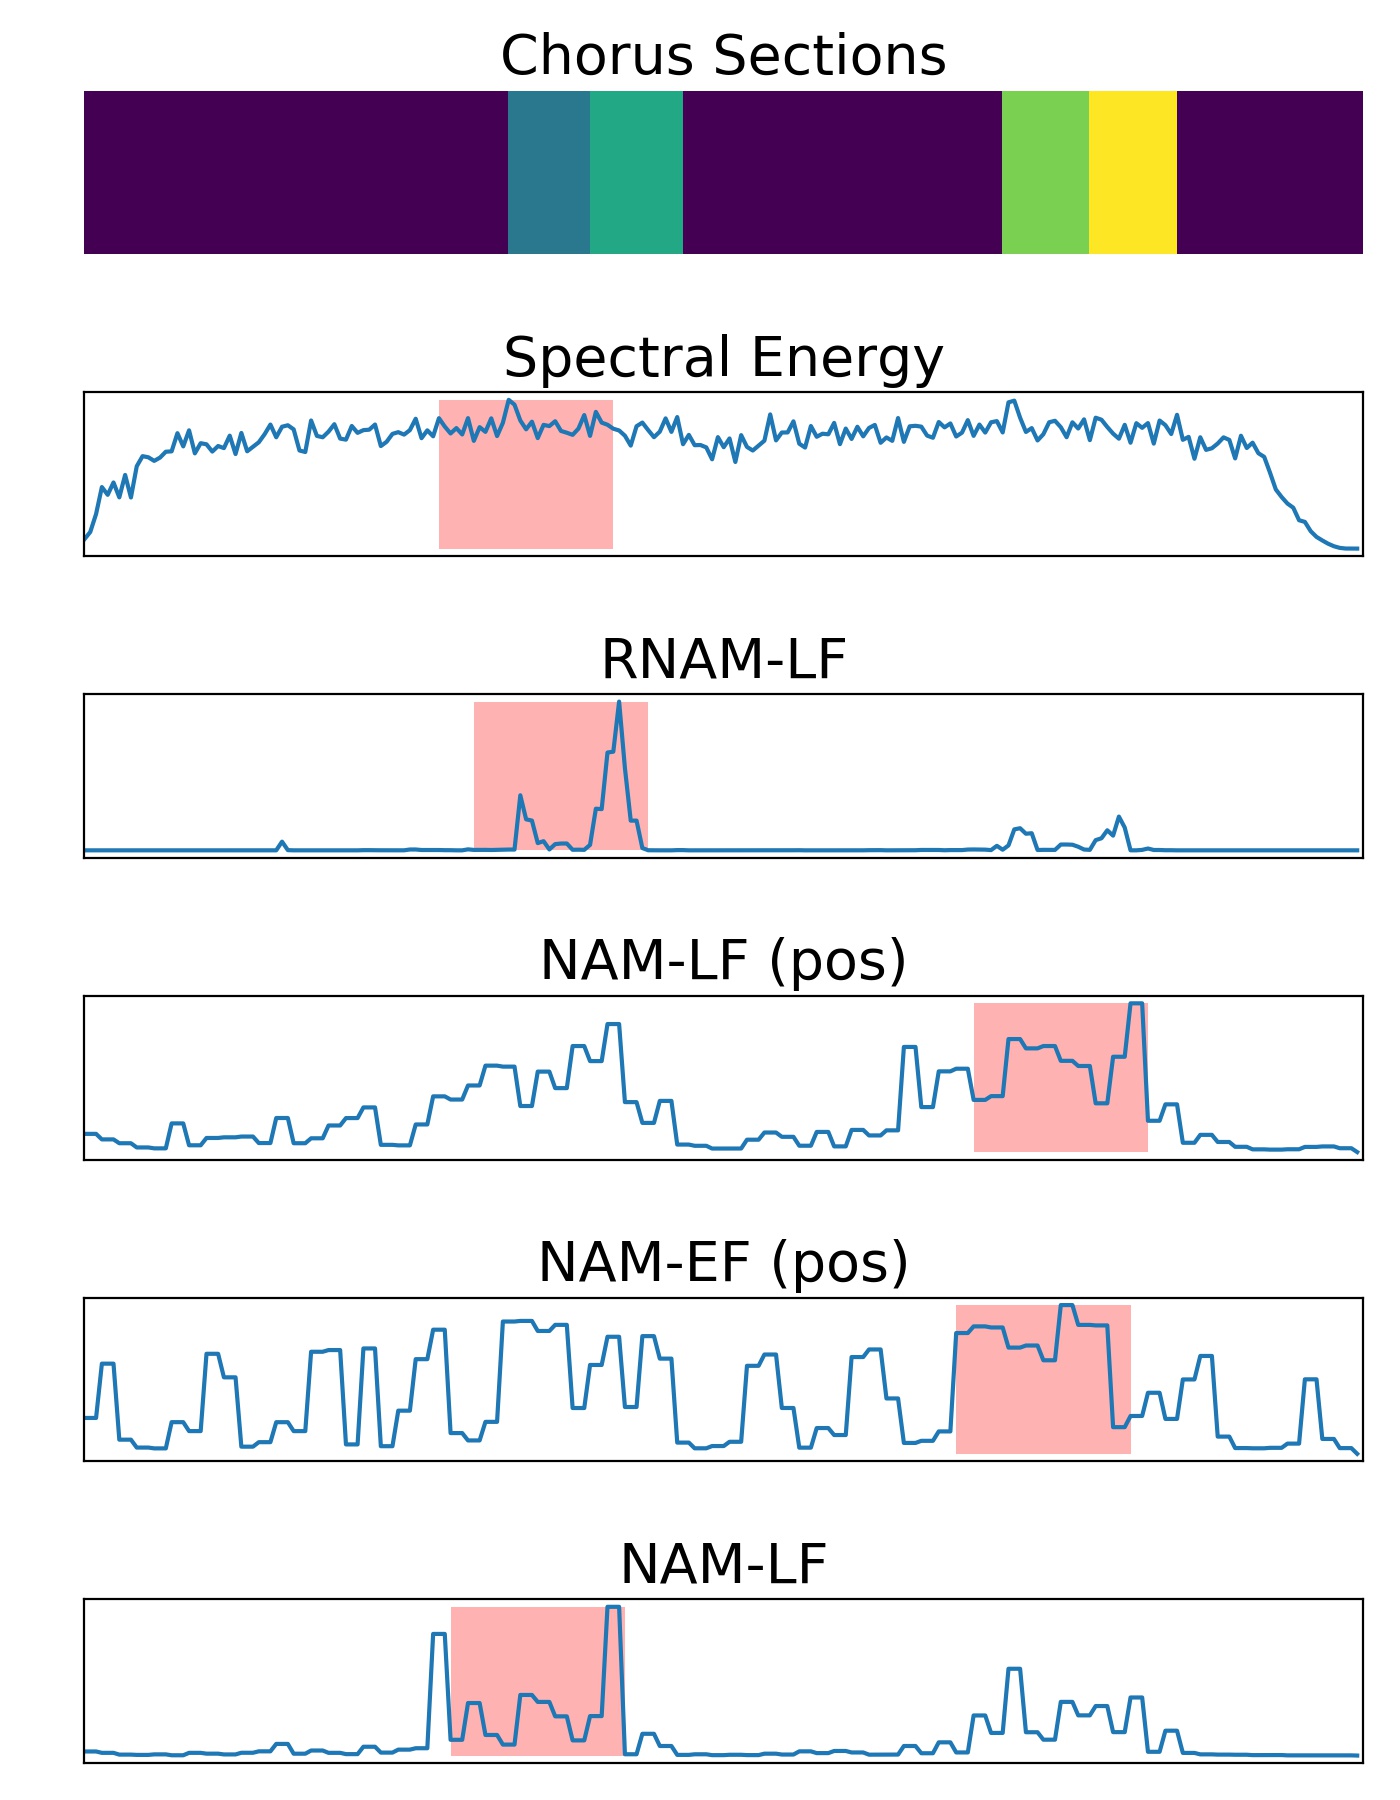 Chorus Sections
Spectral Energy
RNAM-LF
NAM-LF (pos)
NAM-EF (pos)
NAM-LF